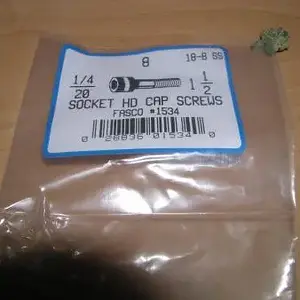 8 18-8 SS
1/4 20 1 1/2
SOCKET HD CAP SCREWS
FASCO #1534
0 28896 01534 0